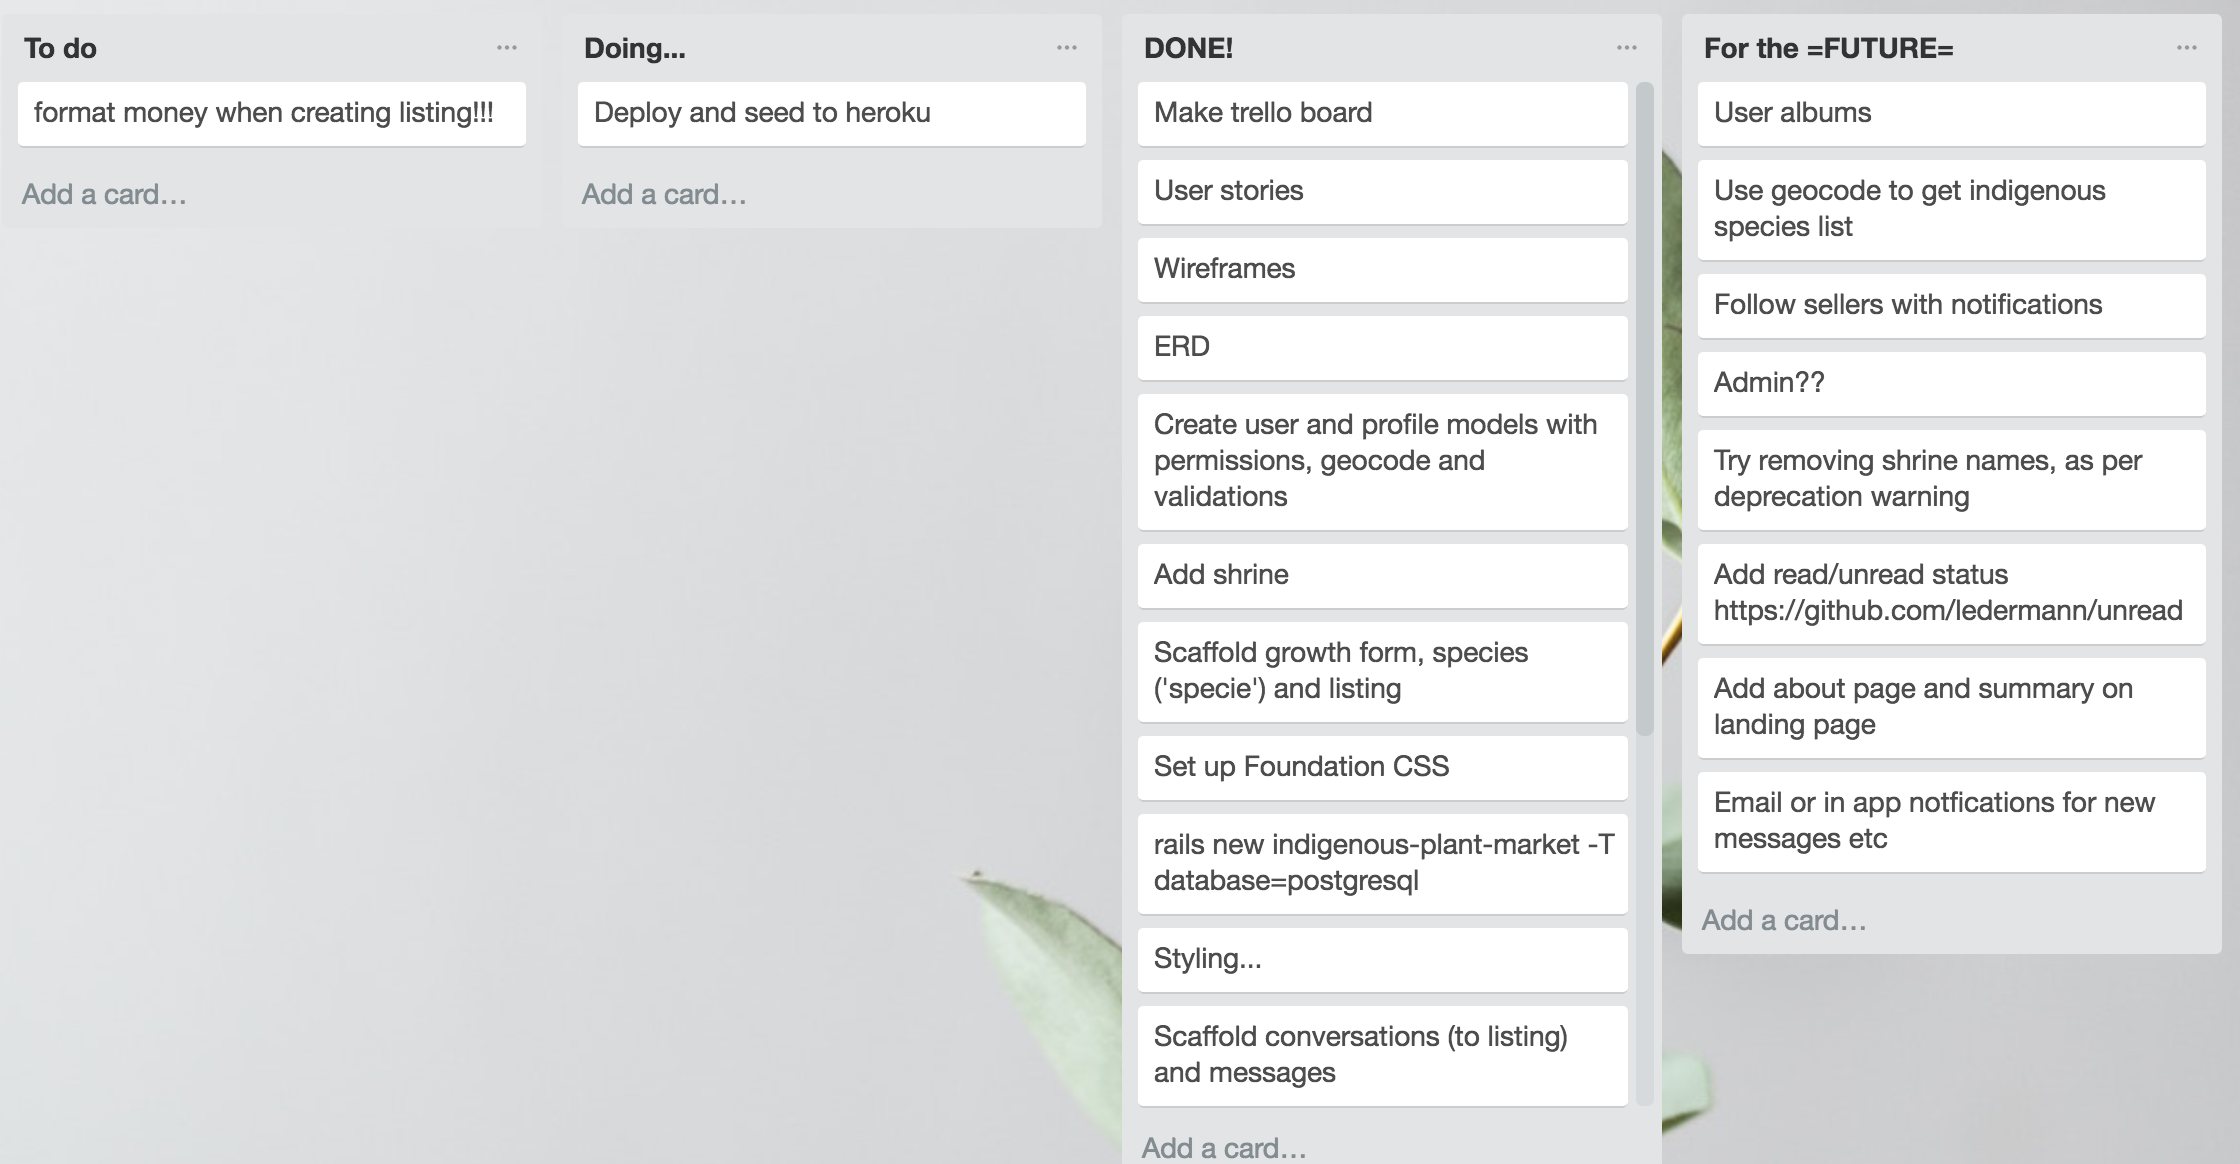 To do
format money when creating listing!!!
Add a card...
Doing...
Deploy and seed to heroku
Add a card...
DONE!
Make trello board
User stories
Wireframes
ERD
Create user and profile models with
permissions, geocode and
validations
Add shrine
Scaffold growth form, species
('specie') and listing
Set up Foundation CSS
rails new indigenous-plant-market -T
database=postgresql
Styling...
Scaffold conversations (to listing)
and messages
Add a card...
For the =FUTURE=
User albums
Use geocode to get indigenous
species list
Follow sellers with notifications
Admin??
Try removing shrine names, as per
deprecation warning
Add read/unread status
https://github.com/ledermann/unread
Add about page and summary on
landing page
Email or in app notfications for new
messages etc
Add a card...